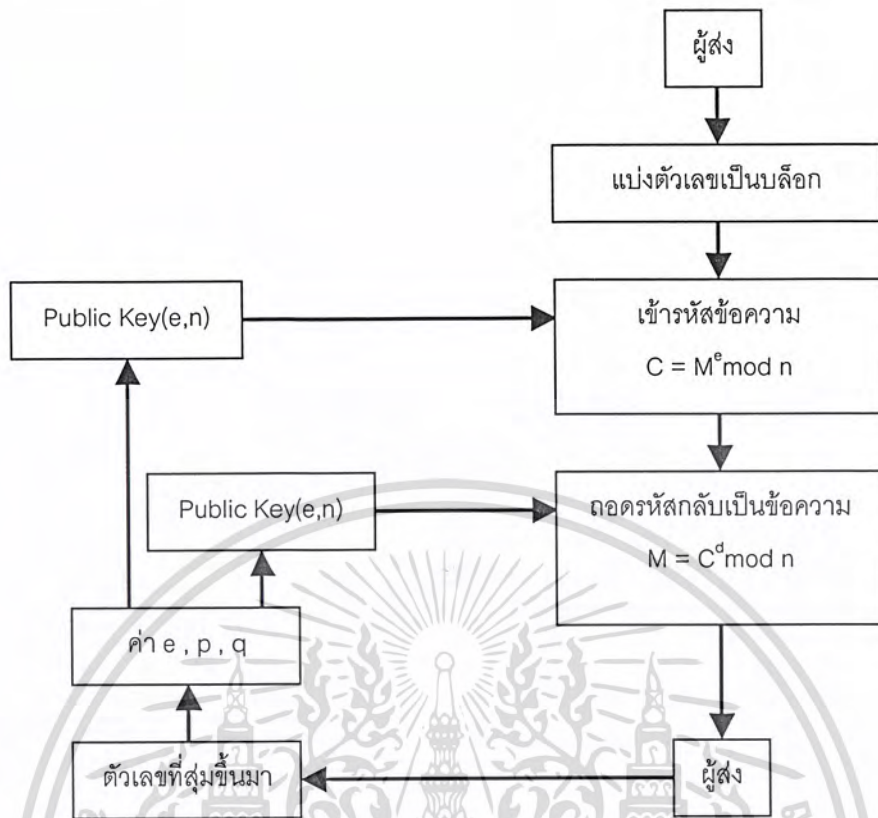 ผู้ส่ง
แบ่งตัวเลขเป็นบล็อก
Public Key(e,n)
เข้ารหัสข้อความ
C = M^e mod n
Public Key(e,n)
ถอดรหัสกลับเป็นข้อความ
M = C^d mod n
ค่า e , p , q
ตัวเลขที่สุ่มขึ้นมา
ผู้ส่ง